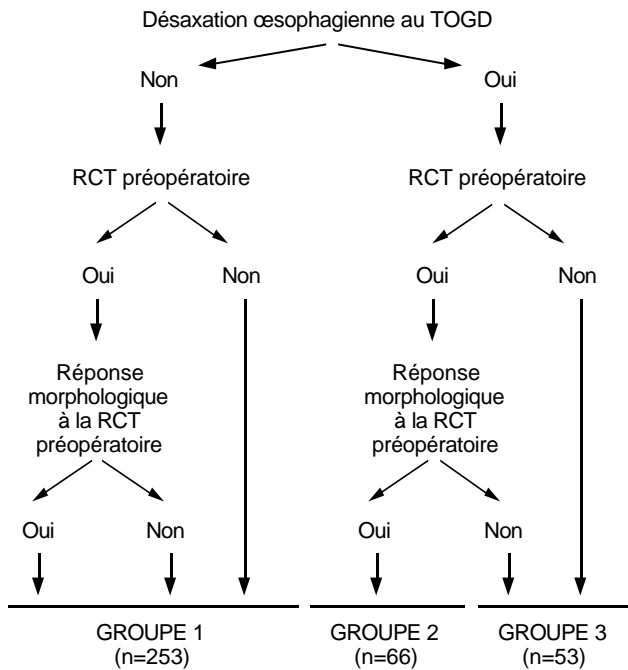 Désaxation œsophagienne au TOGD
Non
Oui
RCT préopératoire
RCT préopératoire
Oui
Non
Oui
Non
Réponse
morphologique
à la RCT
préopératoire
Réponse
morphologique
à la RCT
préopératoire
Oui
Non
Oui
Non
GROUPE 1
(n=253)
GROUPE 2
(n=66)
GROUPE 3
(n=53)